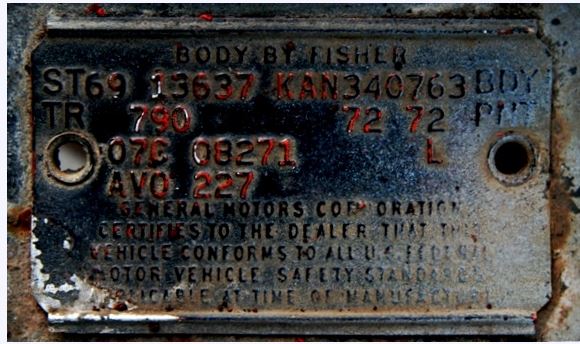 BODY BY FISHER
ST69 13637 KAN340763 BDY
TR 790 72 72 PNT
07C 08271 L
AVO 227
GENERAL MOTORS CORPORATION
CERTIFIES TO THE DEALER THAT THIS
VEHICLE CONFORMS TO ALL U.S. FEDERAL
MOTOR VEHICLE SAFETY STANDARDS
APPLICABLE AT TIME OF MANUFACTURE